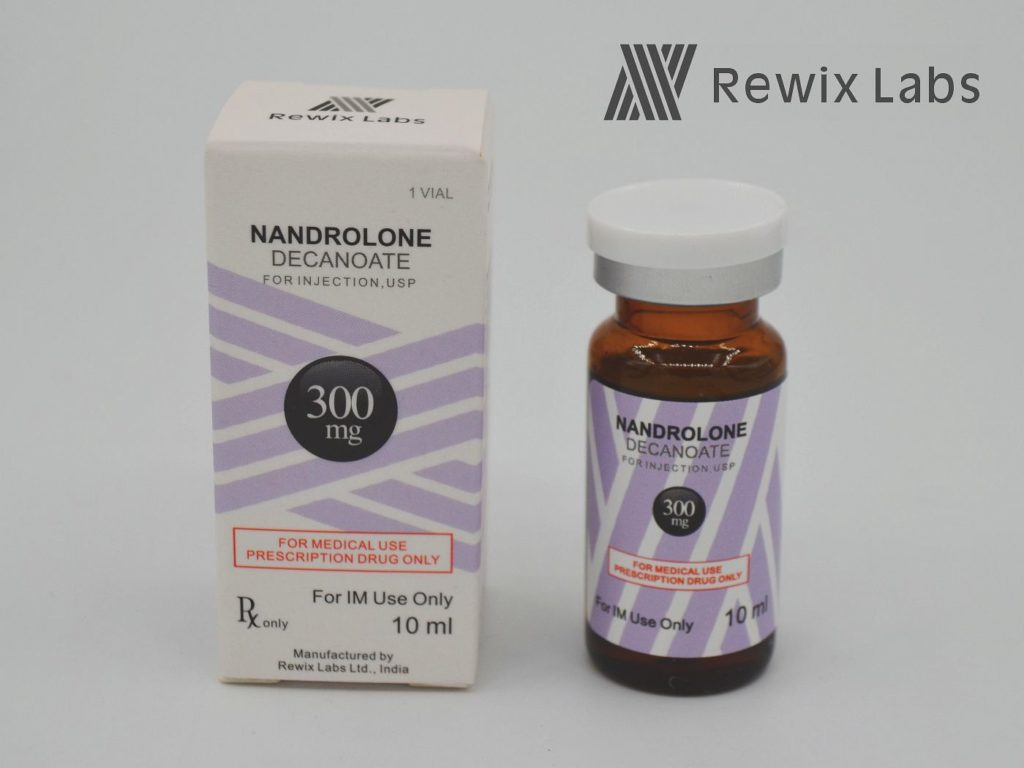 Rewix Labs
Rewix Labs
1 VIAL
NANDROLONE
DECANOATE
FOR INJECTION,USP
300
mg
FOR MEDICAL USE
PRESCRIPTION DRUG ONLY
Rx only
For IM Use Only
10 ml
Manufactured by
Rewix Labs Ltd., India
NANDROLONE
DECANOATE
FOR INJECTION,USP
300
mg
FOR MEDICAL USE
PRESCRIPTION DRUG ONLY
For IM Use Only
10 ml